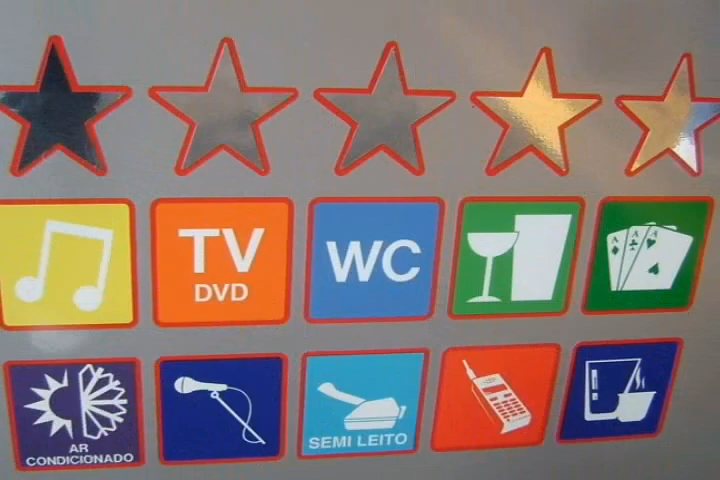 TV
DVD
WC
A A A
AR
CONDICIONADO
SEMI LEITO